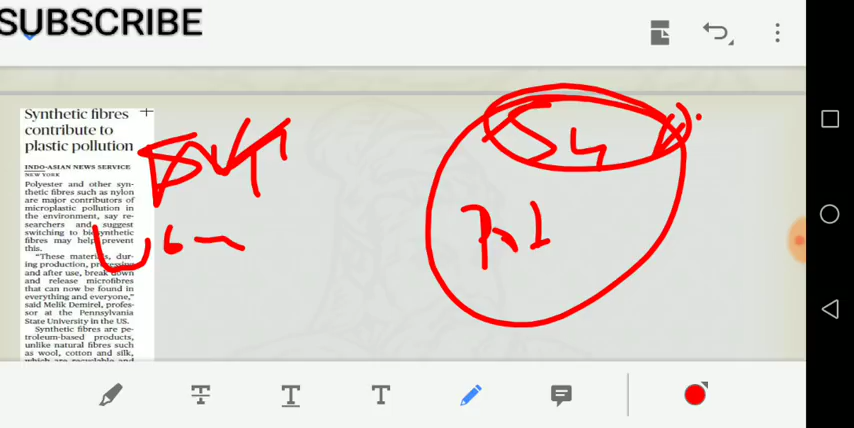 SUBSCRIBE
Synthetic fibres
contribute to
plastic pollution
INDO-ASIAN NEWS SERVICE
NEW YORK
Polyester and other syn-
thetic fibres such as nylon
are major contributors of
microplastic pollution in
the environment, say re-
searchers and suggest
switching to biosynthetic
fibres may help prevent
this.
"These materials, dur-
ing production, processing
and after use, break down
and release microfibres
that can now be found in
everything and everyone,"
said Melik Demirel, profes-
sor at the Pennsylvania
State University in the US.
Synthetic fibres are pe-
troleum-based products,
unlike natural fibres such
as wool, cotton and silk,
which are recyclable and
T T T